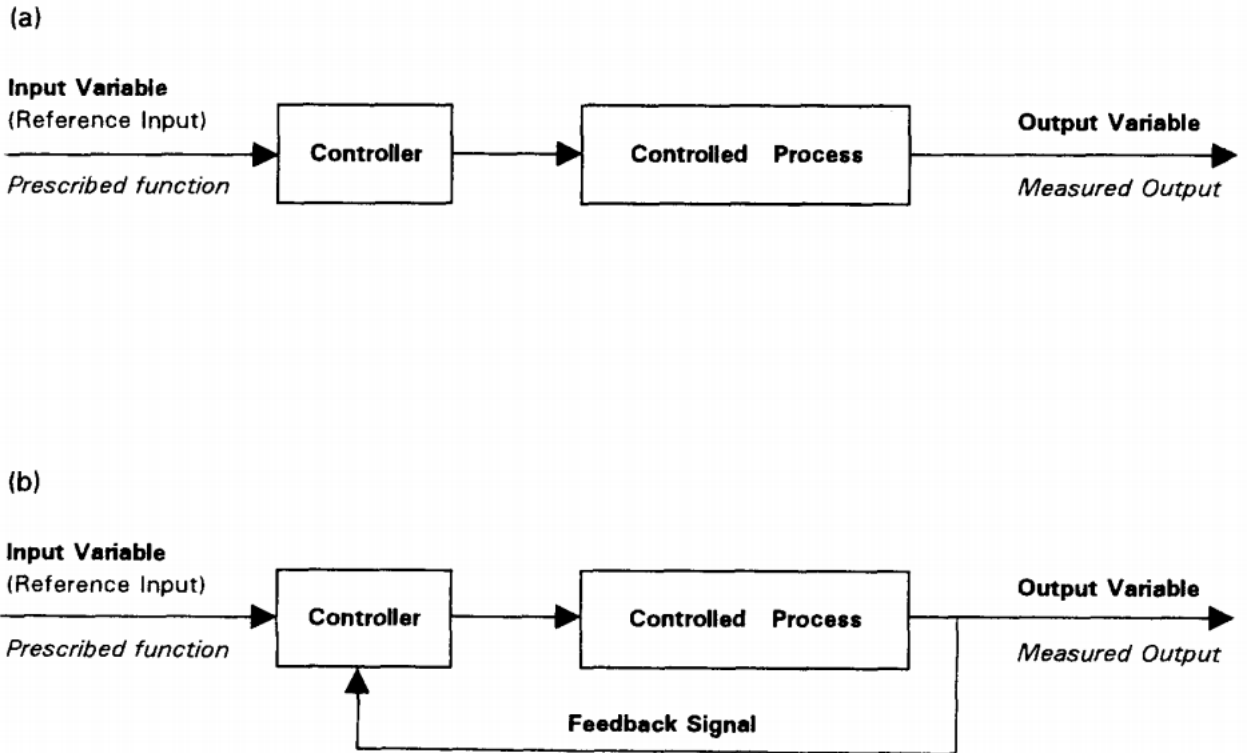 (a)
Input Variable
(Reference Input)
Prescribed function
Controller
Controlled Process
Output Variable
Measured Output
(b)
Input Variable
(Reference Input)
Prescribed function
Controller
Controlled Process
Output Variable
Measured Output
Feedback Signal